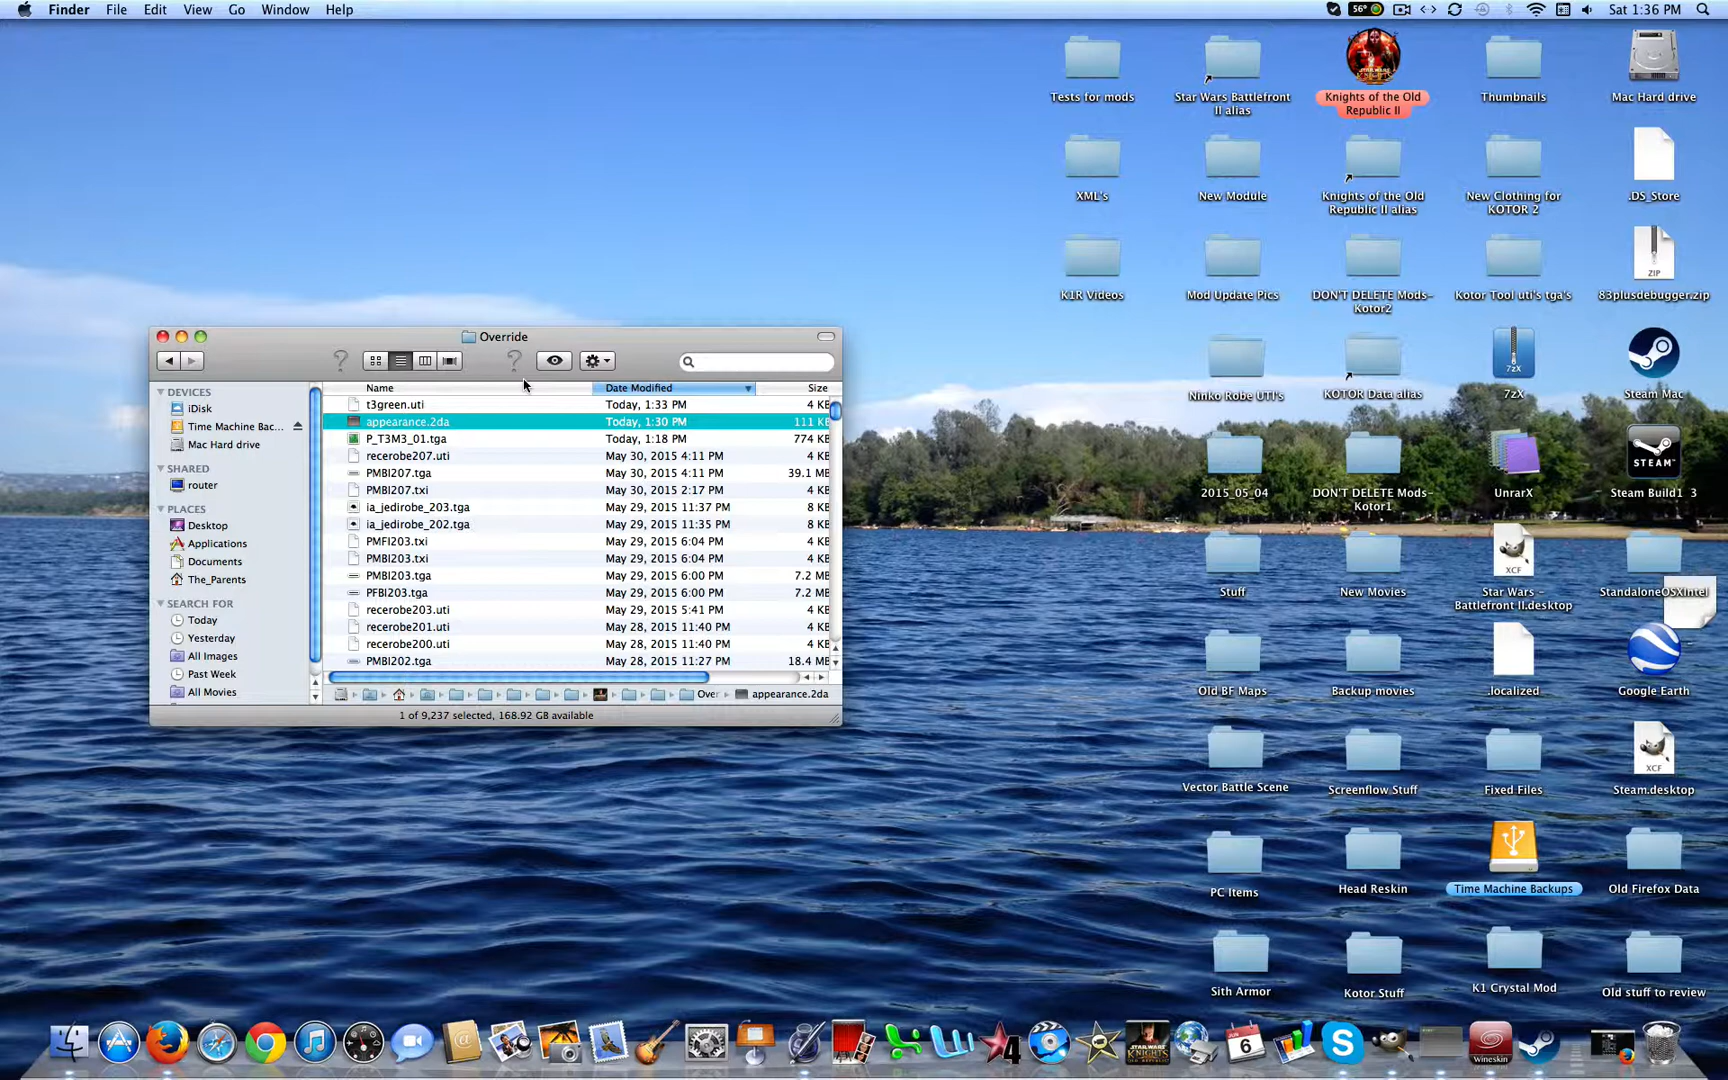 Finder File Edit View Go Window Help
56° Sat 1:36 PM
Tests for mods
Star Wars Battlefront II alias
Knights of the Old Republic II
Thumbnails
Mac Hard drive
XML's
New Module
Knights of the Old Republic II alias
New Clothing for KOTOR 2
.DS_Store
K1R Videos
Mod Update Pics
DON'T DELETE Mods-Kotor2
Kotor Tool uti's tga's
ZIP
83plusdebugger.zip
Ninko Robe UTI's
KOTOR Data alias
7zX
7zX
Steam Mac
2015_05_04
DON'T DELETE Mods-Kotor1
UnrarX
STEAM
Steam Build1 3
Stuff
New Movies
XCF
Star Wars - Battlefront II.desktop
StandaloneOSXIntel
Old BF Maps
Backup movies
.localized
Google Earth
Vector Battle Scene
Screenflow Stuff
Fixed Files
XCF
Steam.desktop
PC Items
Head Reskin
Time Machine Backups
Old Firefox Data
Sith Armor
Kotor Stuff
K1 Crystal Mod
Old stuff to review
Override
DEVICES
iDisk
Time Machine Bac...
Mac Hard drive
SHARED
router
PLACES
Desktop
Applications
Documents
The_Parents
SEARCH FOR
Today
Yesterday
All Images
Past Week
All Movies
Name Date Modified Size
t3green.uti Today, 1:33 PM 4 KB
appearance.2da Today, 1:30 PM 111 KB
P_T3M3_01.tga Today, 1:18 PM 774 KB
recerobe207.uti May 30, 2015 4:11 PM 4 KB
PMBI207.tga May 30, 2015 4:11 PM 39.1 MB
PMBI207.txi May 30, 2015 2:17 PM 4 KB
ia_jedirobe_203.tga May 29, 2015 11:37 PM 8 KB
ia_jedirobe_202.tga May 29, 2015 11:35 PM 8 KB
PMFI203.txi May 29, 2015 6:04 PM 4 KB
PMBI203.txi May 29, 2015 6:04 PM 4 KB
PMBI203.tga May 29, 2015 6:00 PM 7.2 MB
PFBI203.tga May 29, 2015 6:00 PM 7.2 MB
recerobe203.uti May 29, 2015 5:41 PM 4 KB
recerobe201.uti May 28, 2015 11:40 PM 4 KB
recerobe200.uti May 28, 2015 11:40 PM 4 KB
PMBI202.tga May 28, 2015 11:27 PM 18.4 MB
Over appearance.2da
1 of 9,237 selected, 168.92 GB available
4
6
wineskin